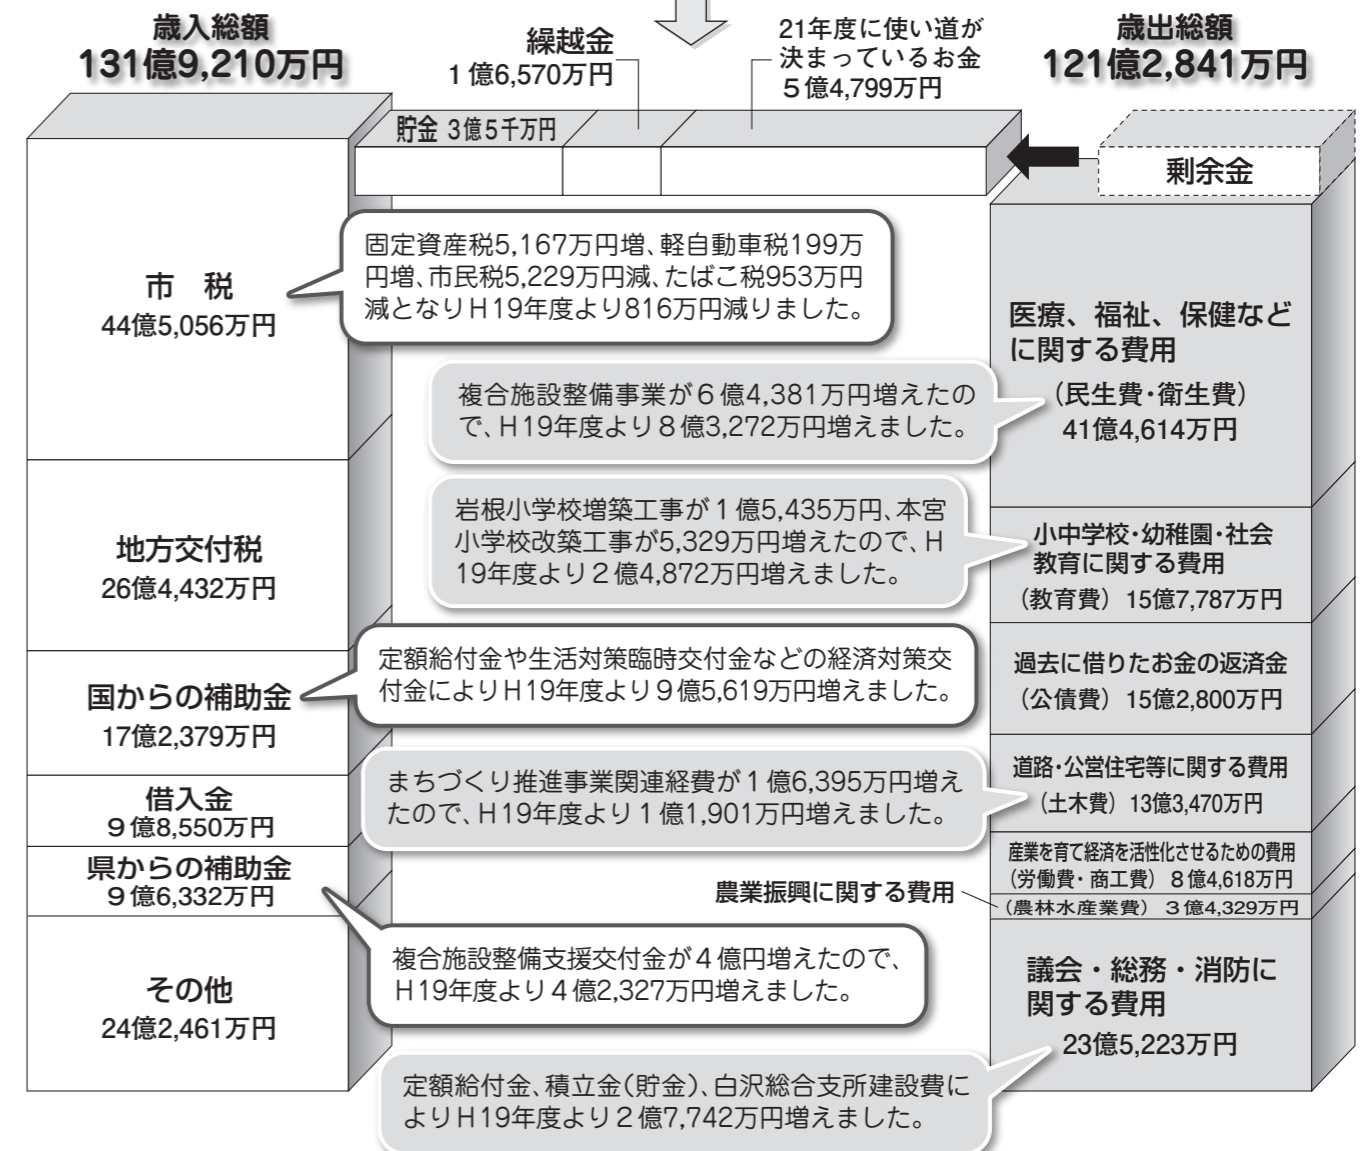 歳入総額
131億9,210万円
繰越金
1億6,570万円
21年度に使い道が
決まっているお金
5億4,799万円
歳出総額
121億2,841万円
貯金 3億5千万円
剰余金
市 税
44億5,056万円
固定資産税5,167万円増、軽自動車税199万
円増、市民税5,229万円減、たばこ税953万円
減となりH19年度より816万円減りました。
地方交付税
26億4,432万円
国からの補助金
17億2,379万円
定額給付金や生活対策臨時交付金などの経済対策交
付金によりH19年度より9億5,619万円増えました。
借入金
9億8,550万円
県からの補助金
9億6,332万円
複合施設整備支援交付金が4億円増えたので、
H19年度より4億2,327万円増えました。
その他
24億2,461万円
医療、福祉、保健など
に関する費用
(民生費・衛生費)
41億4,614万円
複合施設整備事業が6億4,381万円増えたの
で、H19年度より8億3,272万円増えました。
小中学校・幼稚園・社会
教育に関する費用
(教育費) 15億7,787万円
岩根小学校増築工事が1億5,435万円、本宮
小学校改築工事が5,329万円増えたので、H
19年度より2億4,872万円増えました。
過去に借りたお金の返済金
(公債費) 15億2,800万円
道路・公営住宅等に関する費用
(土木費) 13億3,470万円
まちづくり推進事業関連経費が1億6,395万円増え
たので、H19年度より1億1,901万円増えました。
産業を育て経済を活性化させるための費用
(労働費・商工費) 8億4,618万円
農業振興に関する費用
(農林水産業費) 3億4,329万円
議会・総務・消防に
関する費用
23億5,223万円
定額給付金、積立金(貯金)、白沢総合支所建設費に
よりH19年度より2億7,742万円増えました。